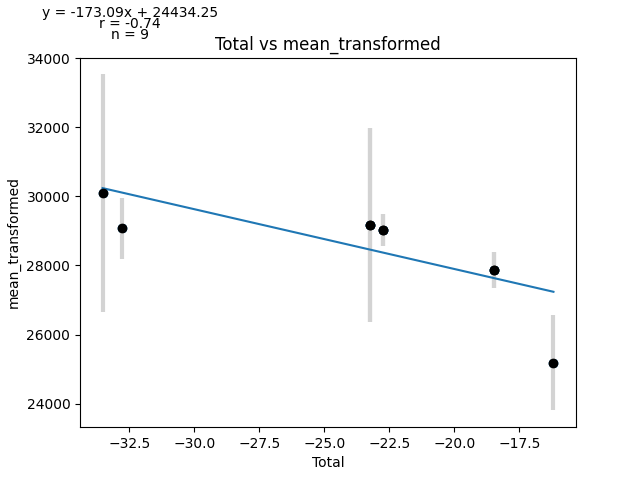 y = -173.09x + 24434.25
r = -0.74
n = 9
Total vs mean_transformed
34000
32000
30000
28000
26000
24000
mean_transformed
−32.5
−30.0
−27.5
−25.0
−22.5
−20.0
−17.5
Total